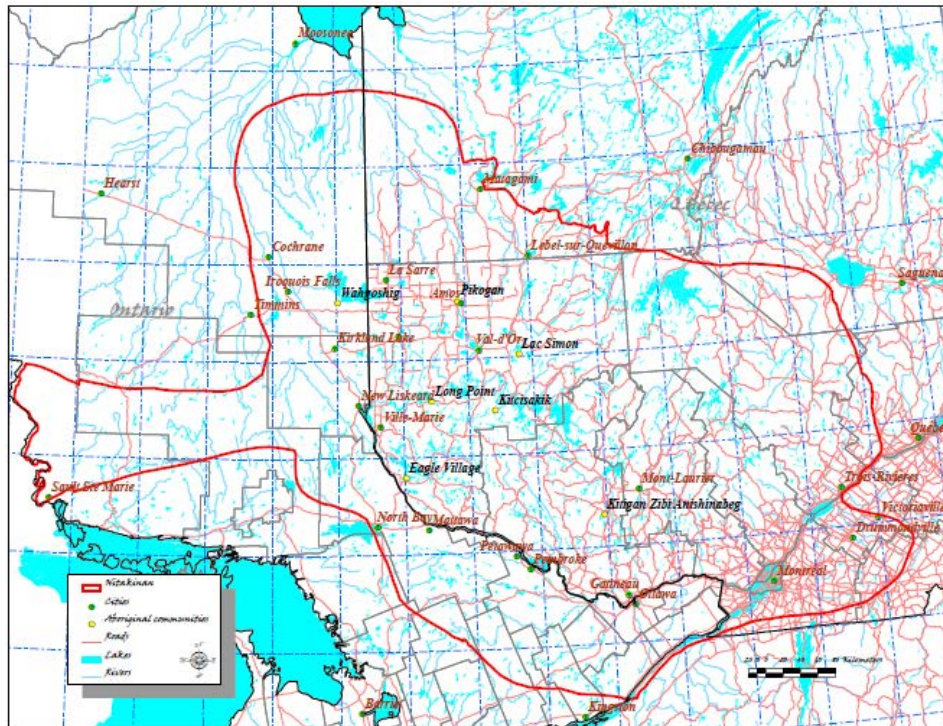 Moosonee
Chibougamau
Matagami
Hearst
Québec
Cochrane
Lebel-sur-Quévillon
La Sarre
Saguenay
Iroquois Falls
Wahgoshig
Amos
Pikogan
Timmins
Ontario
Kirkland Lake
Val-d'Or
Lac Simon
New Liskeard
Long Point
Kitcisakik
Ville-Marie
Eagle Village
Mont-Laurier
Trois-Rivieres
Sault Ste Marie
Kitigan Zibi Anishinabeg
Victoriaville
North Bay
Mattawa
Drummondville
Petawawa
Pembroke
Montreal
Gatineau
Ottawa
Nitakinan
Cities
Aboriginal communities
Roads
Lakes
Rivers
Kilometers
Barrie
Kingston